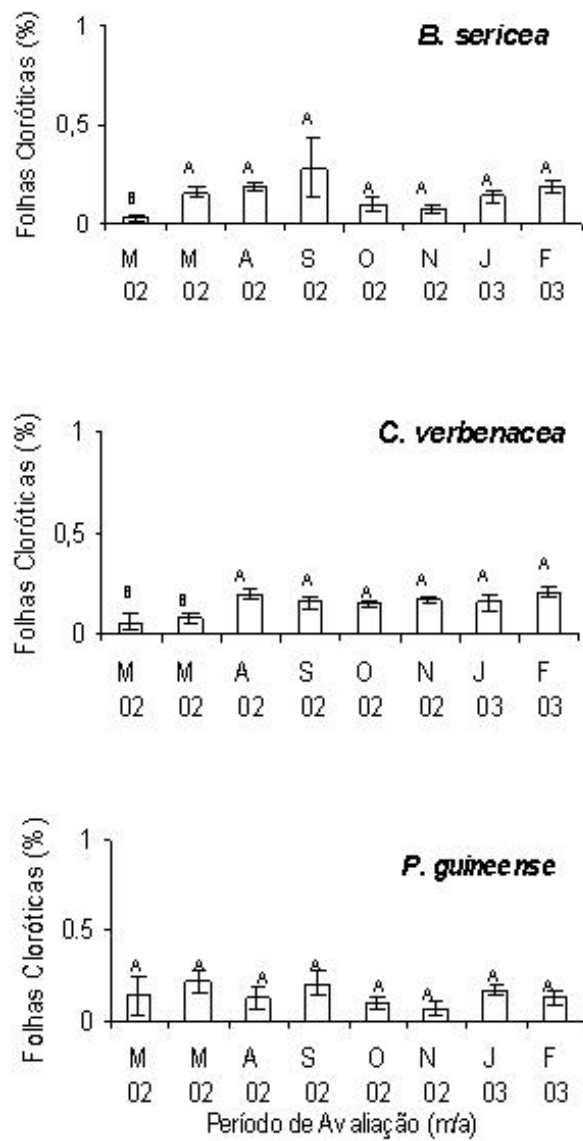 1
B. sericea
Folhas Cloróticas (%)
0,5
A
B A A A A A A
0
M M A S O N J F
02 02 02 02 02 02 03 03
1
C. verbenacea
Folhas Cloróticas (%)
0,5
B B A A A A A A
0
M M A S O N J F
02 02 02 02 02 02 03 03
1
P. guineense
Folhas Cloróticas (%)
0.5
A A A A A A A A
0
M M A S O N J F
02 02 02 02 02 02 03 03
Período de Avaliação (m/a)